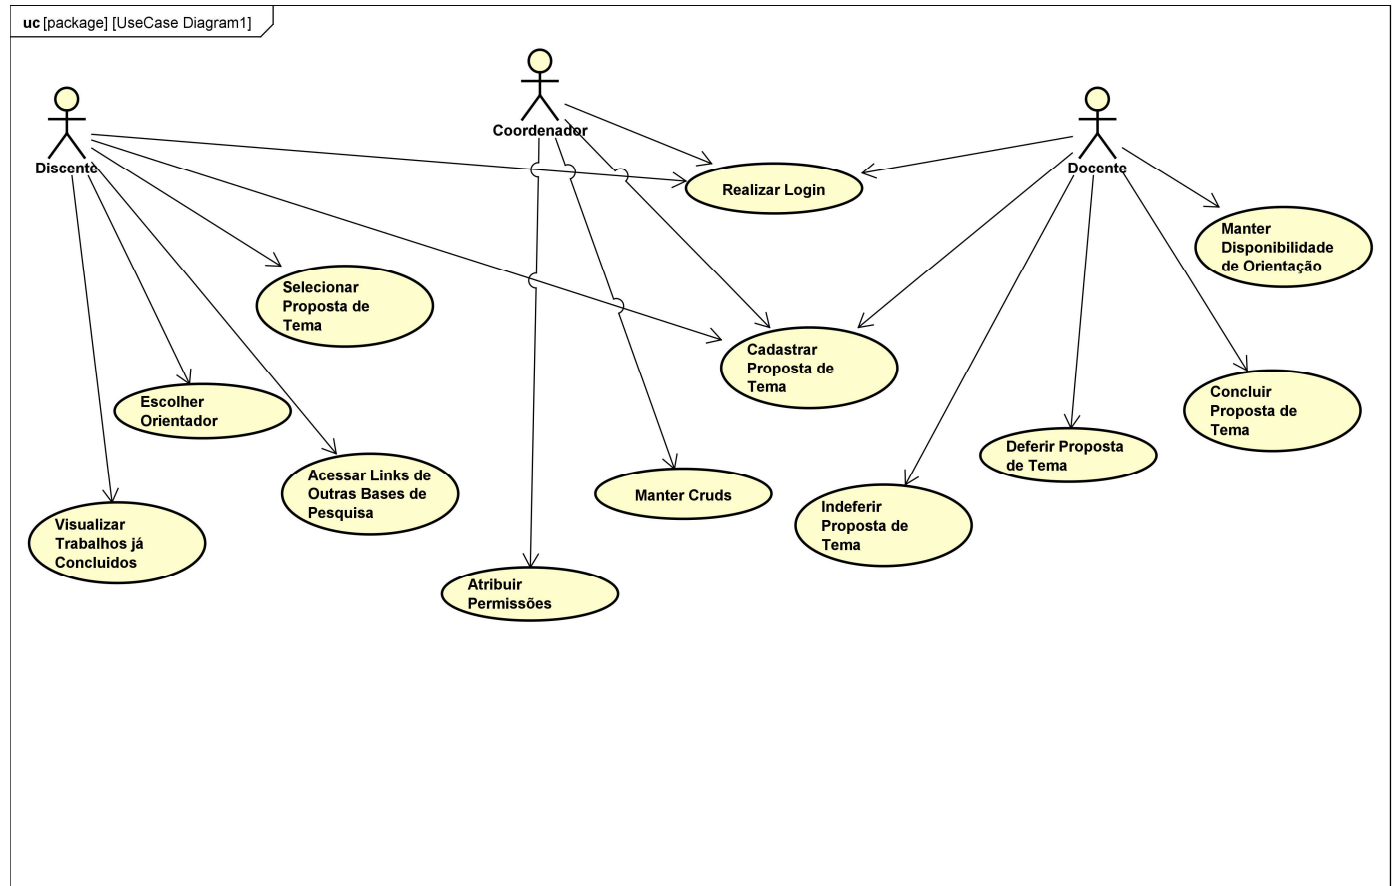 uc [package] [UseCase Diagram1]
Coordenador
Discente
Docente
Realizar Login
Manter
Disponibilidade
de Orientação
Selecionar
Proposta de
Tema
Cadastrar
Proposta de
Tema
Escolher
Orientador
Concluir
Proposta de
Tema
Deferir Proposta
de Tema
Acessar Links de
Outras Bases de
Pesquisa
Manter Cruds
Indeferir
Proposta de
Tema
Visualizar
Trabalhos já
Concluidos
Atribuir
Permissões